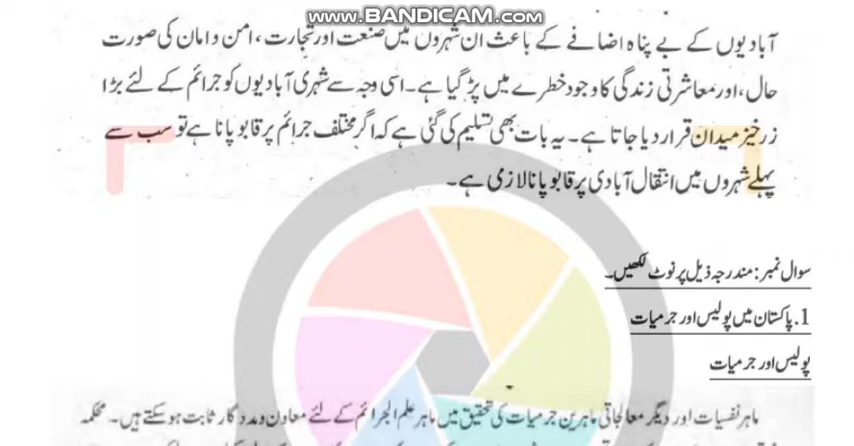 www.BANDICAM.com
آبادیوں کے بے پناہ اضافے کے باعث ان شہروں میں صنعت اور تجارت، امن و امان کی صورت
حال، اور معاشرتی زندگی کا وجود خطرے میں پڑ گیا ہے۔ اسی وجہ سے شہری آبادیوں کو جرائم کے لئے بڑا
زرخیز میدان قرار دیا جاتا ہے۔ یہ بات بھی تسلیم کی گئی ہے کہ اگر مختلف جرائم پر قابو پانا ہے تو سب سے
پہلے شہروں میں انتقال آبادی پر قابو پانا لازمی ہے۔
سوال نمبر: مندرجہ ذیل پر نوٹ لکھیں۔
1. پاکستان میں پولیس اور جرمیات
پولیس اور جرمیات
ماہر نفسیات اور دیگر معالجاتی ماہرین جرمیات کی تحقیق میں ماہر علم الجرائم کے لئے معاون و مددگار ثابت ہو سکتے ہیں۔ محکمہ